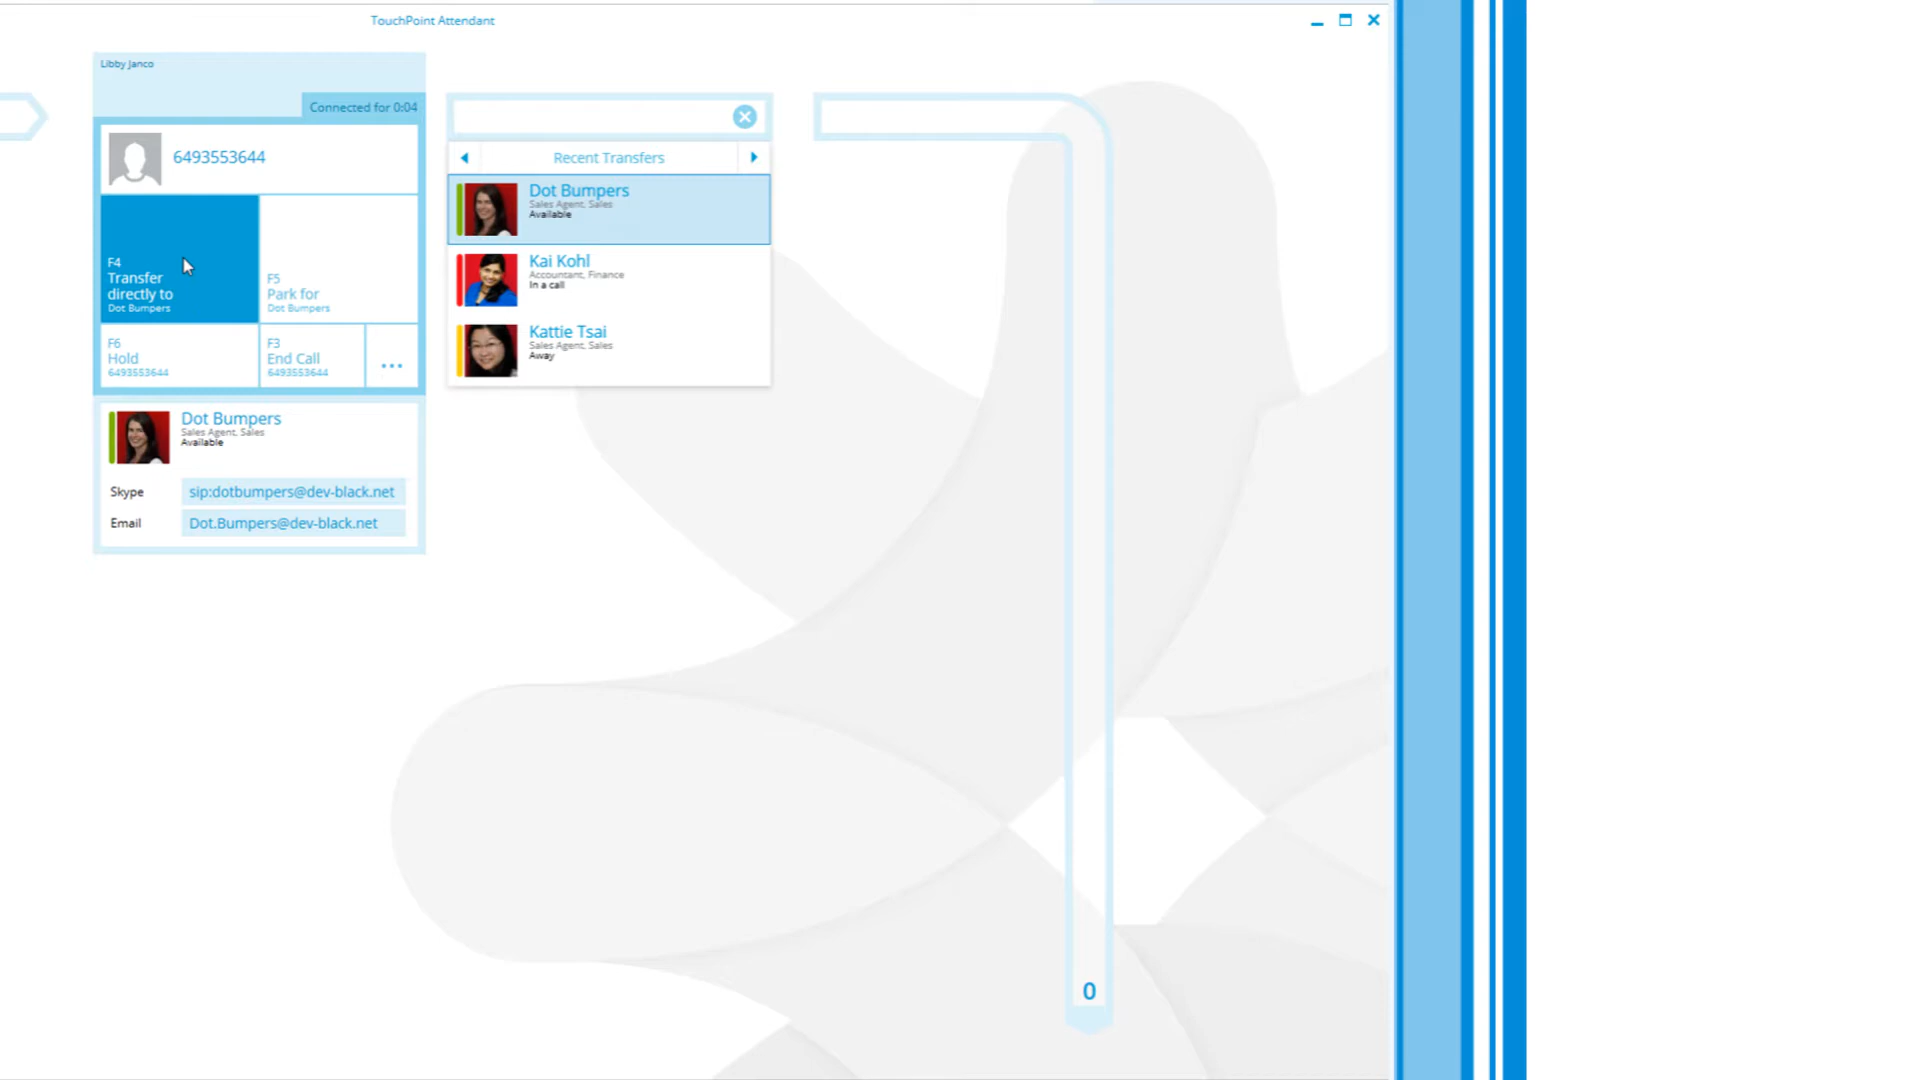 TouchPoint Attendant
Libby Janco
Connected for 0:04
6493553644
F4
Transfer
directly to
Dot Bumpers
F5
Park for
Dot Bumpers
F6
Hold
6493553644
F3
End Call
6493553644
...
Dot Bumpers
Sales Agent, Sales
Available
Skype
sip:dotbumpers@dev-black.net
Email
Dot.Bumpers@dev-black.net
Recent Transfers
Dot Bumpers
Sales Agent, Sales
Available
Kai Kohl
Accountant, Finance
In a call
Kattie Tsai
Sales Agent, Sales
Away
0